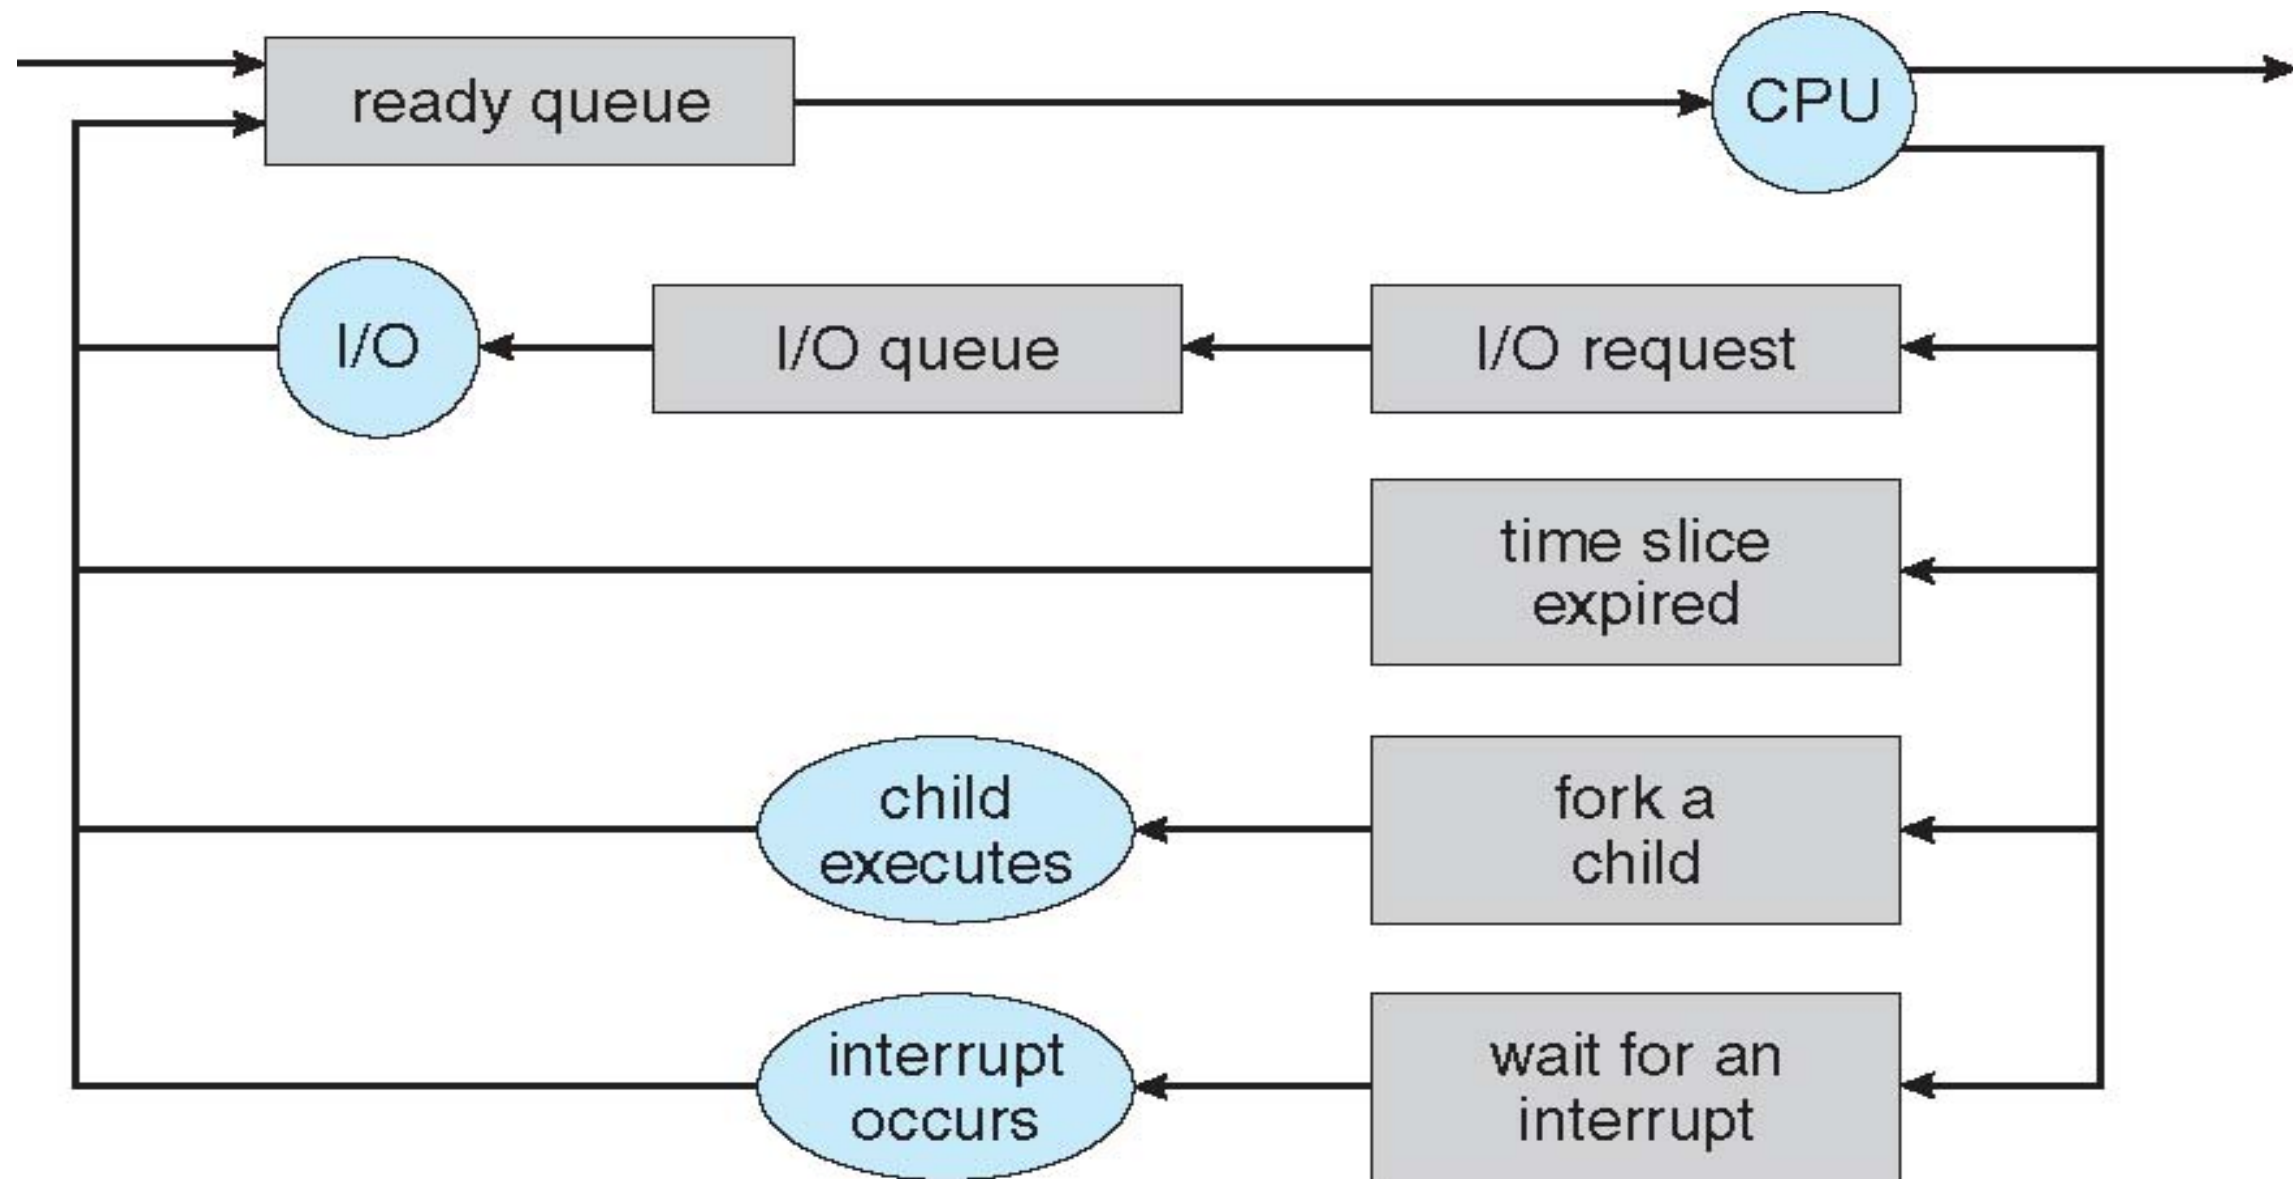 ready queue
CPU
I/O
I/O queue
I/O request
time slice
expired
child
executes
fork a
child
interrupt
occurs
wait for an
interrupt